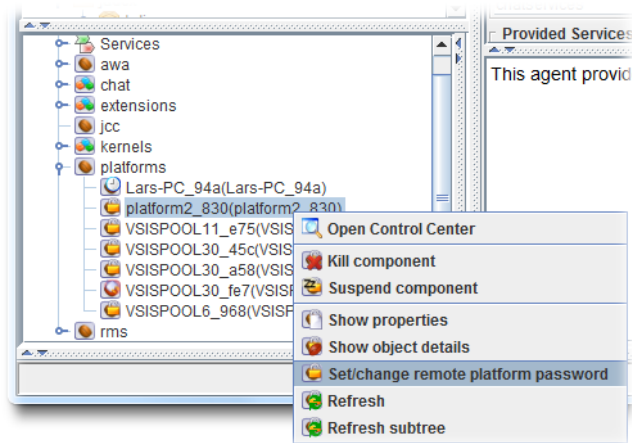 Provided Services
Services
This agent provid
awa
chat
extensions
jcc
kernels
platforms
Lars-PC_94a(Lars-PC_94a)
platform2_830(platform2_830)
VSISPOOL11_e75(VSIS
VSISPOOL30_45c(VSIS
VSISPOOL30_a58(VSIS
VSISPOOL30_fe7(VSISF
VSISPOOL6_968(VSISF
rms
Open Control Center
Kill component
Suspend component
Show properties
Show object details
Set/change remote platform password
Refresh
Refresh subtree